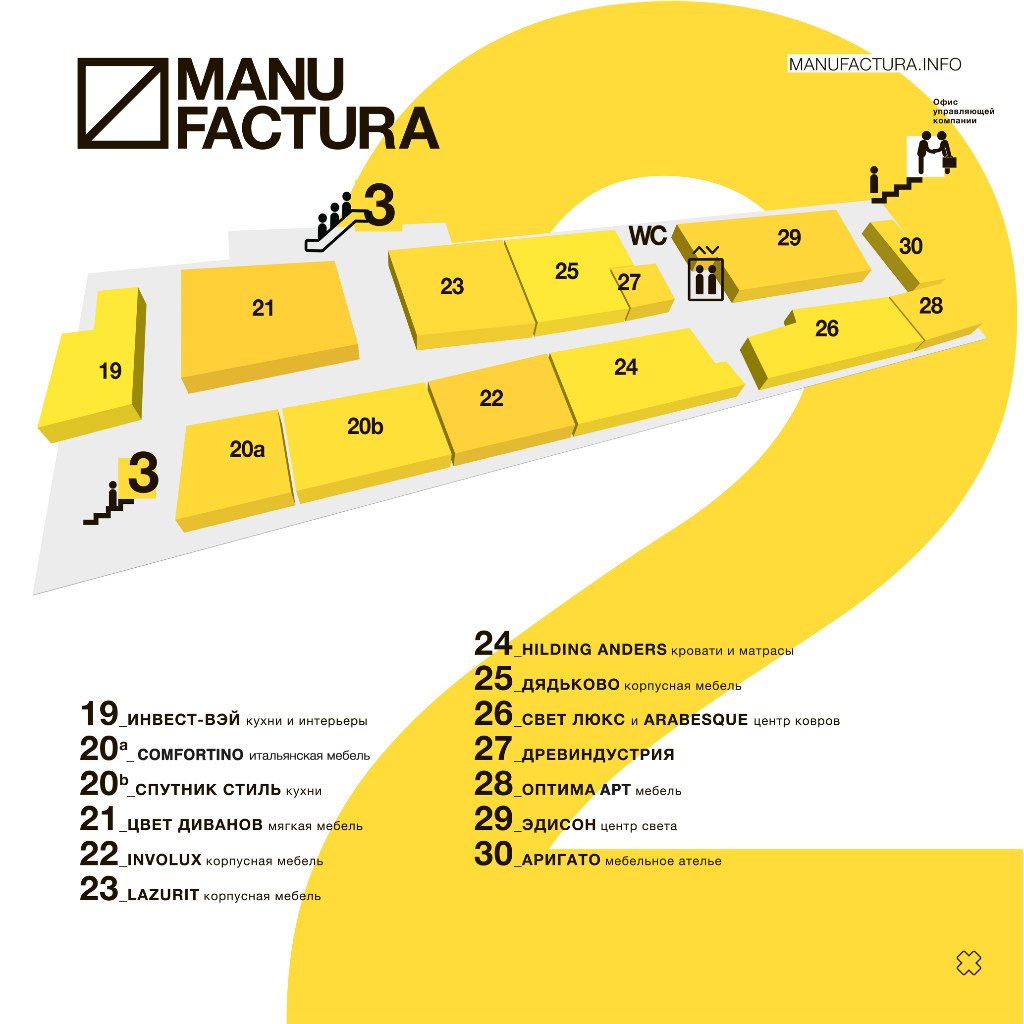 MANU
FACTURA
MANUFACTURA.INFO
Офис
управляющей
компании
3
WC
29
30
23
25
27
21
28
26
19
24
22
20b
20a
3
19_ИНВЕСТ-ВЭЙ кухни и интерьеры
20a_COMFORTINO итальянская мебель
20b_СПУТНИК СТИЛЬ кухни
21_ЦВЕТ ДИВАНОВ мягкая мебель
22_INVOLUX корпусная мебель
23_LAZURIT корпусная мебель
24_HILDING ANDERS кровати и матрасы
25_ДЯДЬКОВО корпусная мебель
26_СВЕТ ЛЮКС и ARABESQUE центр ковров
27_ДРЕВИНДУСТРИЯ
28_ОПТИМА АРТ мебель
29_ЭДИСОН центр света
30_АРИГАТО мебельное ателье
2